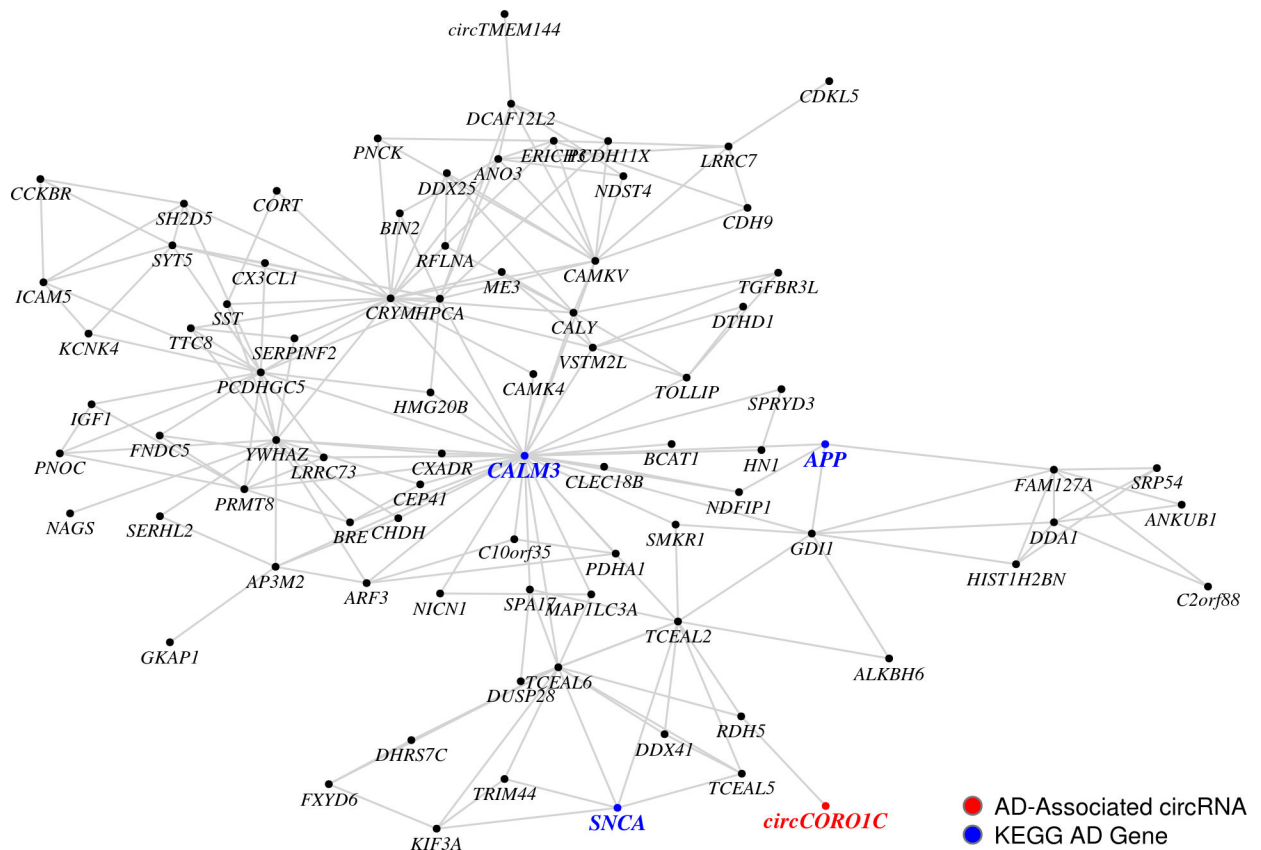 circTMEM144
CDKL5
DCAF12L2
PNCK
ERICH3
PCDH11X
LRRC7
ANO3
DDX25
NDST4
CCKBR
CORT
SH2D5
BIN2
CDH9
SYT5
RFLNA
CX3CL1
CAMKV
ME3
TGFBR3L
ICAM5
CRYM
HPCA
SST
CALY
DTHD1
TTC8
SERPINF2
KCNK4
VSTM2L
PCDHGC5
CAMK4
TOLLIP
SPRYD3
HMG20B
IGF1
FNDC5
YWHAZ
LRRC73
CXADR
CALM3
BCAT1
HN1
APP
PNOC
CLEC18B
FAM127A
SRP54
CEP41
NDFIP1
PRMT8
NAGS
SERHL2
BRE
CHDH
SMKR1
GDI1
ANKUB1
DDA1
C10orf35
PDHA1
AP3M2
ARF3
NICN1
SPA17
MAP1LC3A
HIST1H2BN
C2orf88
TCEAL2
GKAP1
ALKBH6
TCEAL6
DUSP28
RDH5
DHRS7C
DDX41
FXYD6
TRIM44
TCEAL5
SNCA
circCORO1C
KIF3A
AD-Associated circRNA
KEGG AD Gene